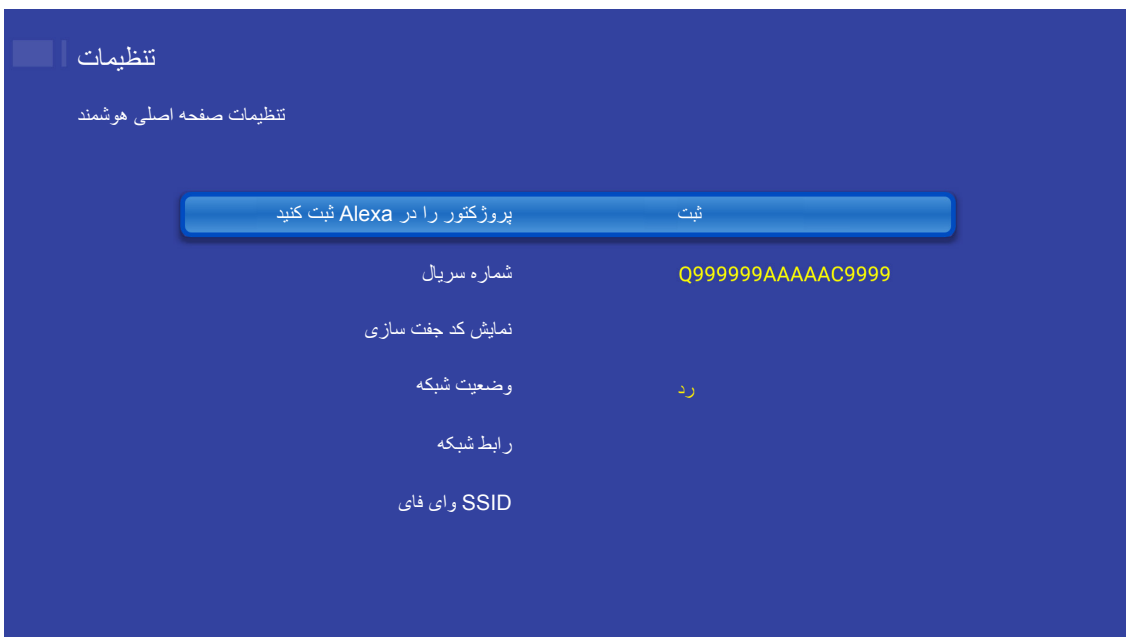 تنظیمات
تنظیمات صفحه اصلی هوشمند
پروژکتور را در Alexa ثبت کنید ثبت
شماره سریال Q999999AAAAAC9999
نمایش کد جفت سازی
وضعیت شبکه رد
رابط شبکه
SSID وای فای